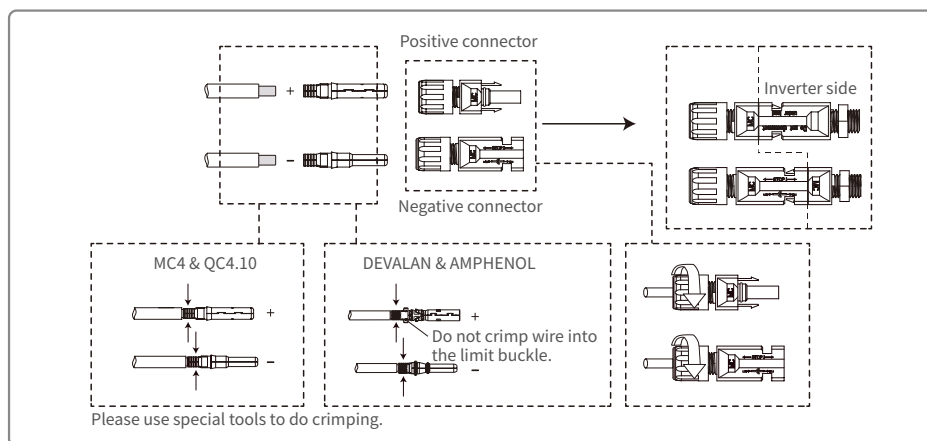 Positive connector
Inverter side
+
−
Negative connector
MC4 & QC4.10
DEVALAN & AMPHENOL
+
+
Do not crimp wire into
the limit buckle.
−
−
Please use special tools to do crimping.